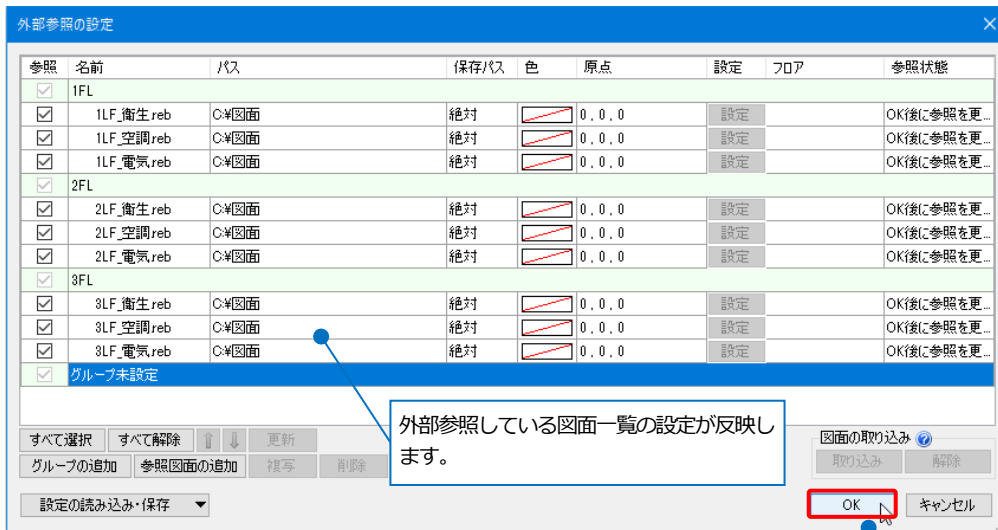 外部参照の設定
参照 名前 パス 保存パス 色 原点 設定 フロア 参照状態
1FL
1LF_衛生.reb C:¥図面 絶対 0, 0, 0 設定 OK後に参照を更...
1LF_空調.reb C:¥図面 絶対 0, 0, 0 設定 OK後に参照を更...
1LF_電気.reb C:¥図面 絶対 0, 0, 0 設定 OK後に参照を更...
2FL
2LF_衛生.reb C:¥図面 絶対 0, 0, 0 設定 OK後に参照を更...
2LF_空調.reb C:¥図面 絶対 0, 0, 0 設定 OK後に参照を更...
2LF_電気.reb C:¥図面 絶対 0, 0, 0 設定 OK後に参照を更...
3FL
3LF_衛生.reb C:¥図面 絶対 0, 0, 0 設定 OK後に参照を更...
3LF_空調.reb C:¥図面 絶対 0, 0, 0 設定 OK後に参照を更...
3LF_電気.reb C:¥図面 絶対 0, 0, 0 設定 OK後に参照を更...
グループ未設定
外部参照している図面一覧の設定が反映し
ます。
すべて選択 すべて解除 ⇧ ⇩ 更新 図面の取り込み ?
グループの追加 参照図面の追加 複写 削除 取り込み 解除
設定の読み込み・保存 ▼ OK キャンセル